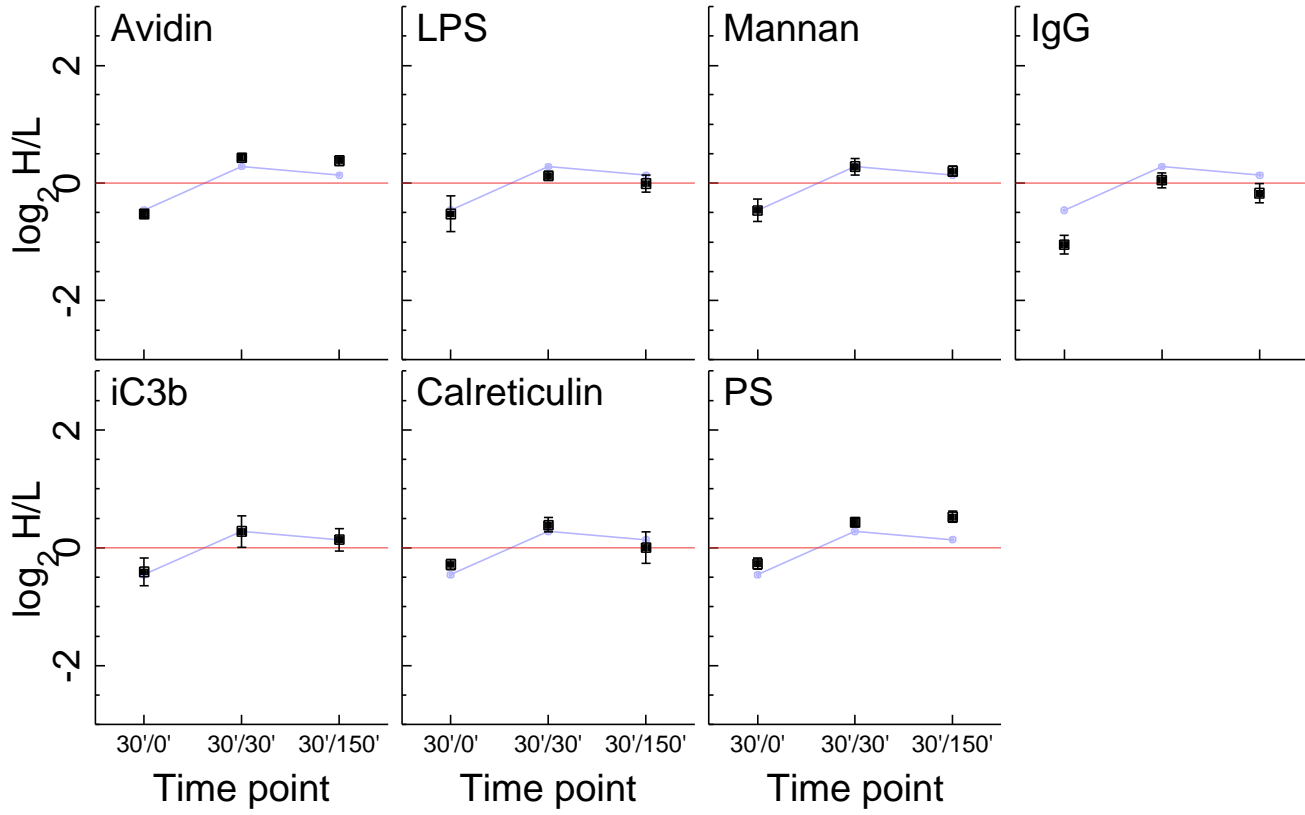 Avidin
LPS
Mannan
IgG
log2 H/L
2
0
-2
iC3b
Calreticulin
PS
log2 H/L
2
0
-2
30'/0' 30'/30' 30'/150'
30'/0' 30'/30' 30'/150'
30'/0' 30'/30' 30'/150'
Time point
Time point
Time point